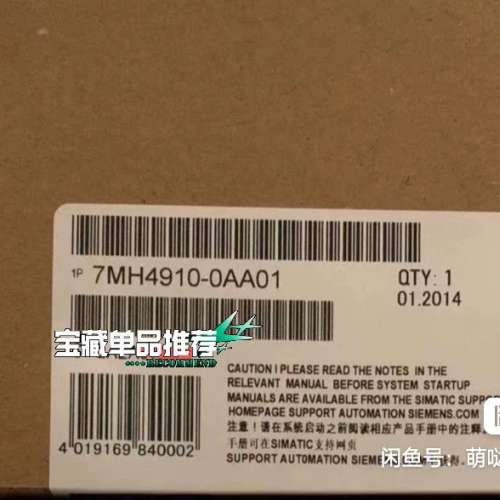 1P 7MH4910-0AA01
QTY: 1
01.2014
宝藏单品推荐
CAUTION ! PLEASE READ THE NOTES IN THE
RELEVANT MANUAL BEFORE SYSTEM STARTUP
MANUALS ARE AVAILABLE FROM THE SIMATIC SUPPO
HOMEPAGE SUPPORT AUTOMATION SIEMENS.COM
注意！请在系统启动之前阅读相应产品手册中的注释
手册可在SIMATIC支持网页
SUPPORT AUT0MATION SIEMEN
4 019169 840002
闲鱼号：萌哒